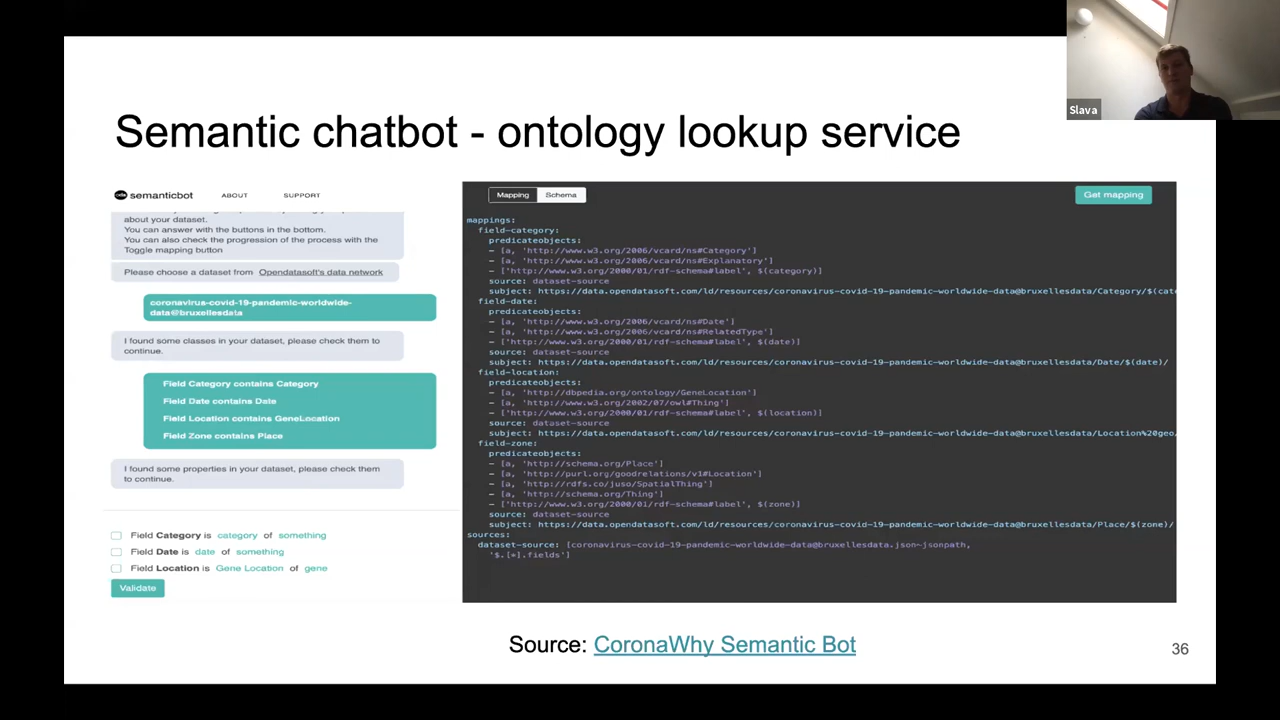 Slava
Semantic chatbot - ontology lookup service
semanticbot
ABOUT
SUPPORT
about your dataset.
You can answer with the buttons in the bottom.
You can also check the progression of the process with the
Toggle mapping button
Please choose a dataset from Opendatasoft's data network
coronavirus-covid-19-pandemic-worldwide-
data@bruxellesdata
I found some classes in your dataset, please check them to
continue.
Field Category contains Category
Field Date contains Date
Field Location contains GeneLocation
Field Zone contains Place
I found some properties in your dataset, please check them
to continue.
Field Category is category of something
Field Date is date of something
Field Location is Gene Location of gene
Validate
Mapping
Schema
Get mapping
mappings:
field-category:
predicateobjects:
– [a, 'http://www.w3.org/2006/vcard/ns#Category']
– [a, 'http://www.w3.org/2006/vcard/ns#Explanatory']
– ['http://www.w3.org/2000/01/rdf-schema#label', $(category)]
source: dataset-source
subject: https://data.opendatasoft.com/ld/resources/coronavirus-covid-19-pandemic-worldwide-data@bruxellesdata/Category/$(cate
field-date:
predicateobjects:
– [a, 'http://www.w3.org/2006/vcard/ns#Date']
– [a, 'http://www.w3.org/2006/vcard/ns#RelatedType']
– ['http://www.w3.org/2000/01/rdf-schema#label', $(date)]
source: dataset-source
subject: https://data.opendatasoft.com/ld/resources/coronavirus-covid-19-pandemic-worldwide-data@bruxellesdata/Date/$(date)/
field-location:
predicateobjects:
– [a, 'http://dbpedia.org/ontology/GeneLocation']
– [a, 'http://www.w3.org/2002/07/owl#Thing']
– ['http://www.w3.org/2000/01/rdf-schema#label', $(location)]
source: dataset-source
subject: https://data.opendatasoft.com/ld/resources/coronavirus-covid-19-pandemic-worldwide-data@bruxellesdata/Location%20geo/
field-zone:
predicateobjects:
– [a, 'http://schema.org/Place']
– [a, 'http://purl.org/goodrelations/v1#Location']
– [a, 'http://rdfs.co/juso/SpatialThing']
– [a, 'http://schema.org/Thing']
– ['http://www.w3.org/2000/01/rdf-schema#label', $(zone)]
source: dataset-source
subject: https://data.opendatasoft.com/ld/resources/coronavirus-covid-19-pandemic-worldwide-data@bruxellesdata/Place/$(zone)/
sources:
dataset-source: [coronavirus-covid-19-pandemic-worldwide-data@bruxellesdata.json~jsonpath,
'$.[*].fields']
Source: CoronaWhy Semantic Bot
36